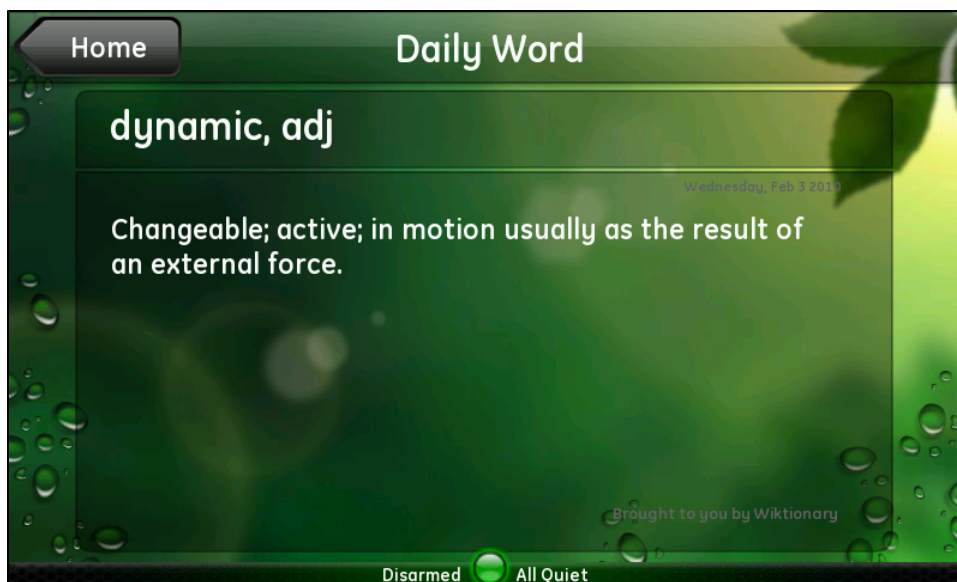 Home
Daily Word
dynamic, adj
Wednesday, Feb 3 2010
Changeable; active; in motion usually as the result of
an external force.
Brought to you by Wiktionary
Disarmed All Quiet